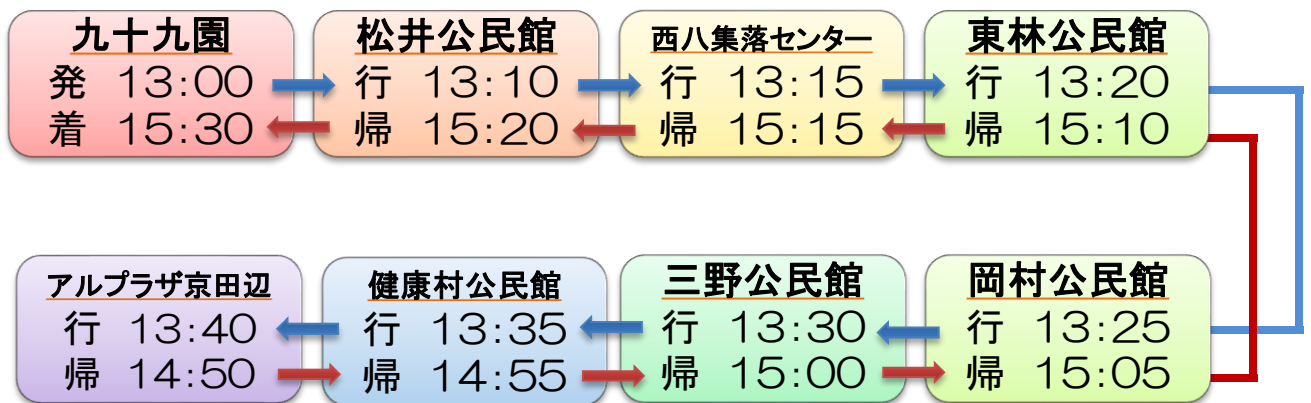 九十九園
発 13:00
着 15:30
松井公民館
行 13:10
帰 15:20
西八集落センター
行 13:15
帰 15:15
東林公民館
行 13:20
帰 15:10
アルプラザ京田辺
行 13:40
帰 14:50
健康村公民館
行 13:35
帰 14:55
三野公民館
行 13:30
帰 15:00
岡村公民館
行 13:25
帰 15:05